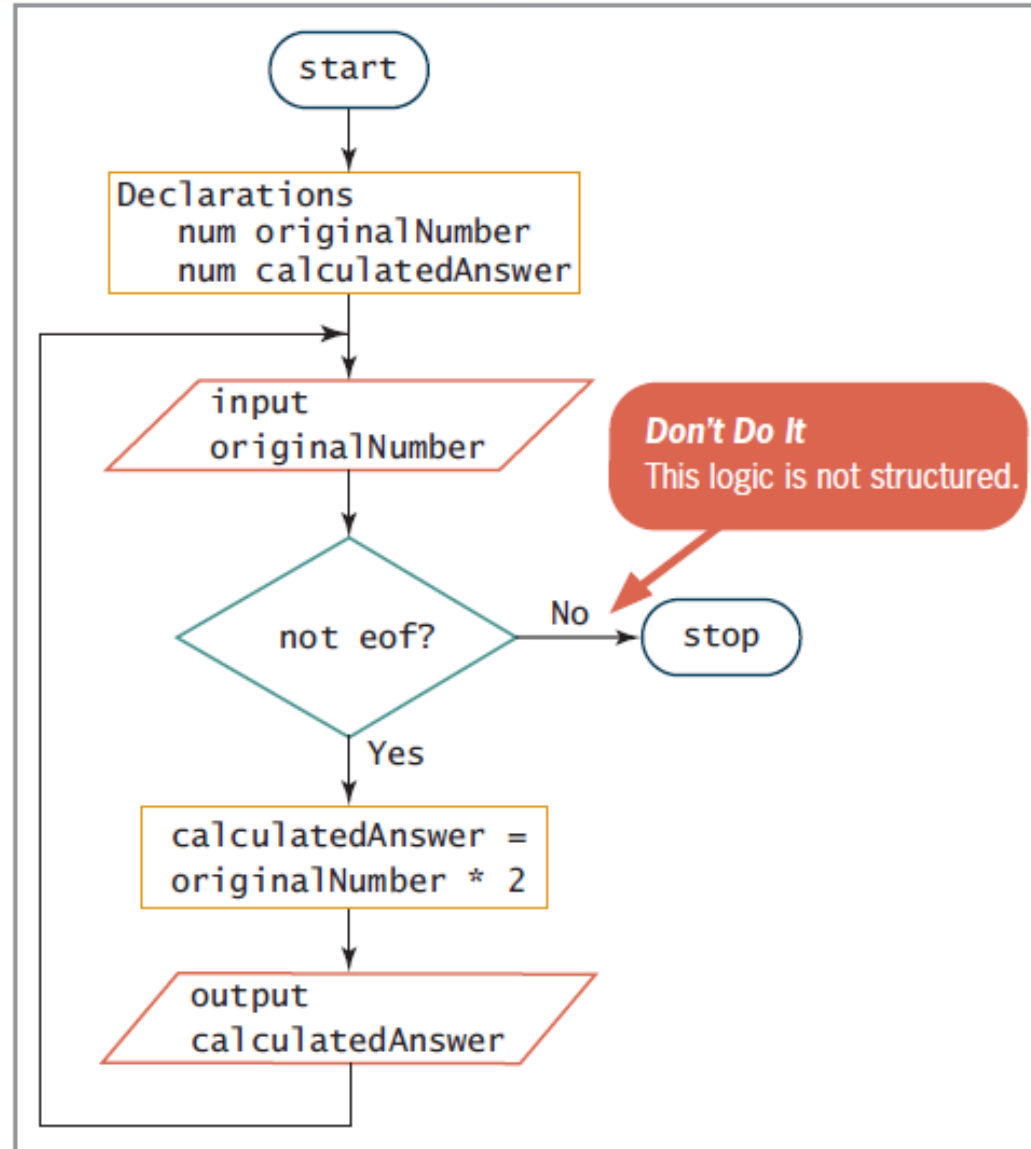 start
Declarations
num originalNumber
num calculatedAnswer
input
originalNumber
Don't Do It
This logic is not structured.
not eof?
No
stop
Yes
calculatedAnswer =
originalNumber * 2
output
calculatedAnswer